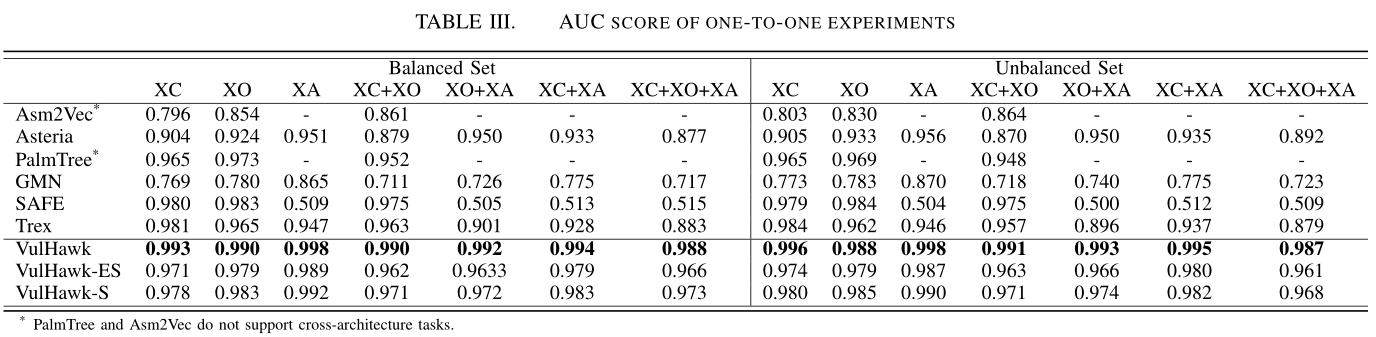 TABLE III. AUC SCORE OF ONE-TO-ONE EXPERIMENTS
Balanced Set Unbalanced Set
XC XO XA XC+XO XO+XA XC+XA XC+XO+XA XC XO XA XC+XO XO+XA XC+XA XC+XO+XA
Asm2Vec* 0.796 0.854 - 0.861 - - - 0.803 0.830 - 0.864 - - -
Asteria 0.904 0.924 0.951 0.879 0.950 0.933 0.877 0.905 0.933 0.956 0.870 0.950 0.935 0.892
PalmTree* 0.965 0.973 - 0.952 - - - 0.965 0.969 - 0.948 - - -
GMN 0.769 0.780 0.865 0.711 0.726 0.775 0.717 0.773 0.783 0.870 0.718 0.740 0.775 0.723
SAFE 0.980 0.983 0.509 0.975 0.505 0.513 0.515 0.979 0.984 0.504 0.975 0.500 0.512 0.509
Trex 0.981 0.965 0.947 0.963 0.901 0.928 0.883 0.984 0.962 0.946 0.957 0.896 0.937 0.879
VulHawk 0.993 0.990 0.998 0.990 0.992 0.994 0.988 0.996 0.988 0.998 0.991 0.993 0.995 0.987
VulHawk-ES 0.971 0.979 0.989 0.962 0.9633 0.979 0.966 0.974 0.979 0.987 0.963 0.966 0.980 0.961
VulHawk-S 0.978 0.983 0.992 0.971 0.972 0.983 0.973 0.980 0.985 0.990 0.971 0.974 0.982 0.968
* PalmTree and Asm2Vec do not support cross-architecture tasks.